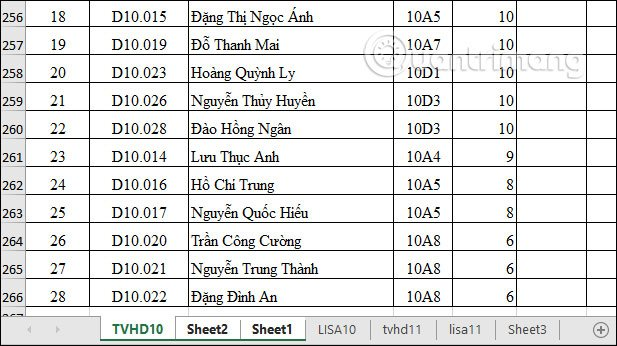 256 18 D10.015 Đặng Thị Ngọc Ánh 10A5 10
257 19 D10.019 Đỗ Thanh Mai 10A7 10
258 20 D10.023 Hoàng Quỳnh Ly 10D1 10
Quantrimang
259 21 D10.026 Nguyễn Thủy Huyền 10D3 10
260 22 D10.028 Đào Hồng Ngân 10D3 10
261 23 D10.014 Lưu Thục Anh 10A4 9
262 24 D10.016 Hồ Chi Trung 10A5 8
263 25 D10.017 Nguyễn Quốc Hiếu 10A5 8
264 26 D10.020 Trần Công Cường 10A8 6
265 27 D10.021 Nguyễn Trung Thành 10A8 6
266 28 D10.022 Đặng Đình An 10A8 6
TVHD10 Sheet2 Sheet1 LISA10 tvhd11 lisa11 Sheet3